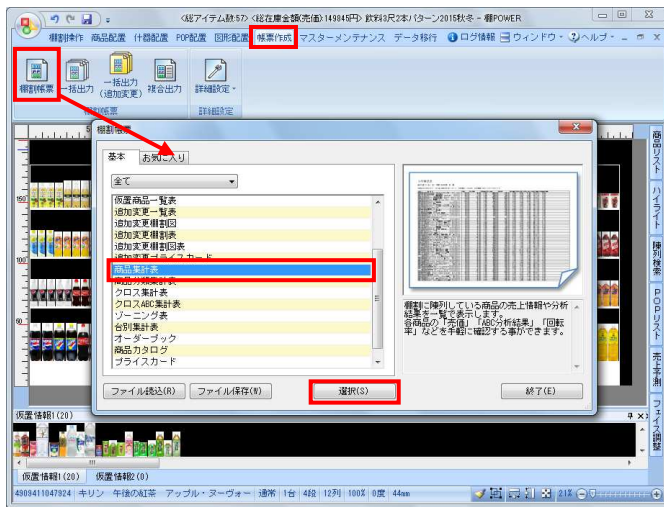 <総アイテム数:57> <総在庫金額(売価):149845円> 飲料3尺2本パターン2015秋冬 - 棚POWER
棚割操作 商品配置 什器配置 POP配置 図形配置 帳票作成 マスターメンテナンス データ移行 ログ情報 ウィンドウ ヘルプ
棚割帳票 一括出力 一括出力(追加変更) 複合出力 詳細設定
棚割帳票 詳細設定
棚割帳票
基本 お気に入り
全て
仮置商品一覧表
追加変更一覧表
追加変更棚割図
追加変更棚割表
追加変更棚割図表
追加変更プライスカード
商品集計表
商品分類集計表
クロス集計表
クロスABC集計表
ゾーニング表
台別集計表
オーダーブック
商品カタログ
プライスカード
棚割に陳列している商品の売上情報や分析
結果を一覧で表示します。
各商品の「売価」「ABC分析結果」「回転
率」などを手軽に確認する事ができます。
ファイル読込(R) ファイル保存(W) 選択(S) 終了(E)
商品リスト
ハイライト
陳列検索
POPリスト
売上予測
フェイス調整
150
100
50
仮置情報1(20)
仮置情報1(20) 仮置情報2(0)
4909411047924 キリン 午後の紅茶 アップル・ヌーヴォー 通常 1台 4段 12列 100% 0度 44mm 21%